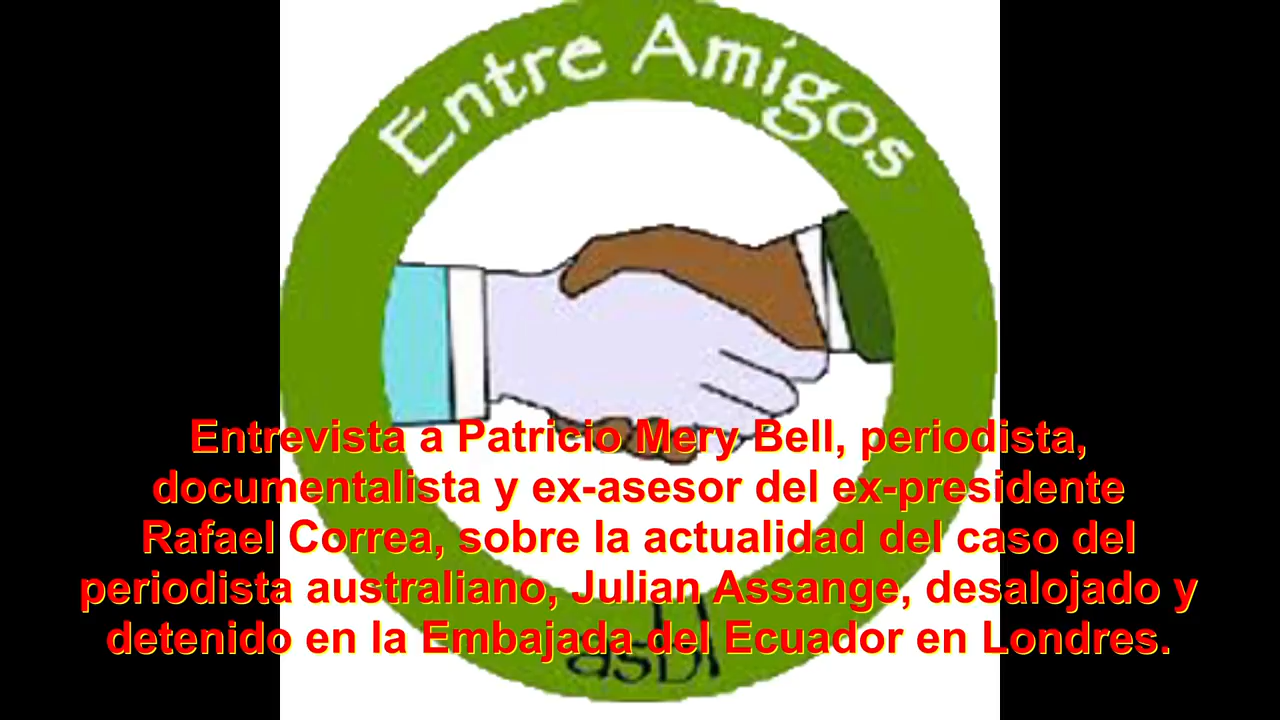 Entre Amigos
Entrevista a Patricio Mery Bell, periodista,
documentalista y ex-asesor del ex-presidente
Rafael Correa, sobre la actualidad del caso del
periodista australiano, Julian Assange, desalojado y
detenido en la Embajada del Ecuador en Londres.
asbl